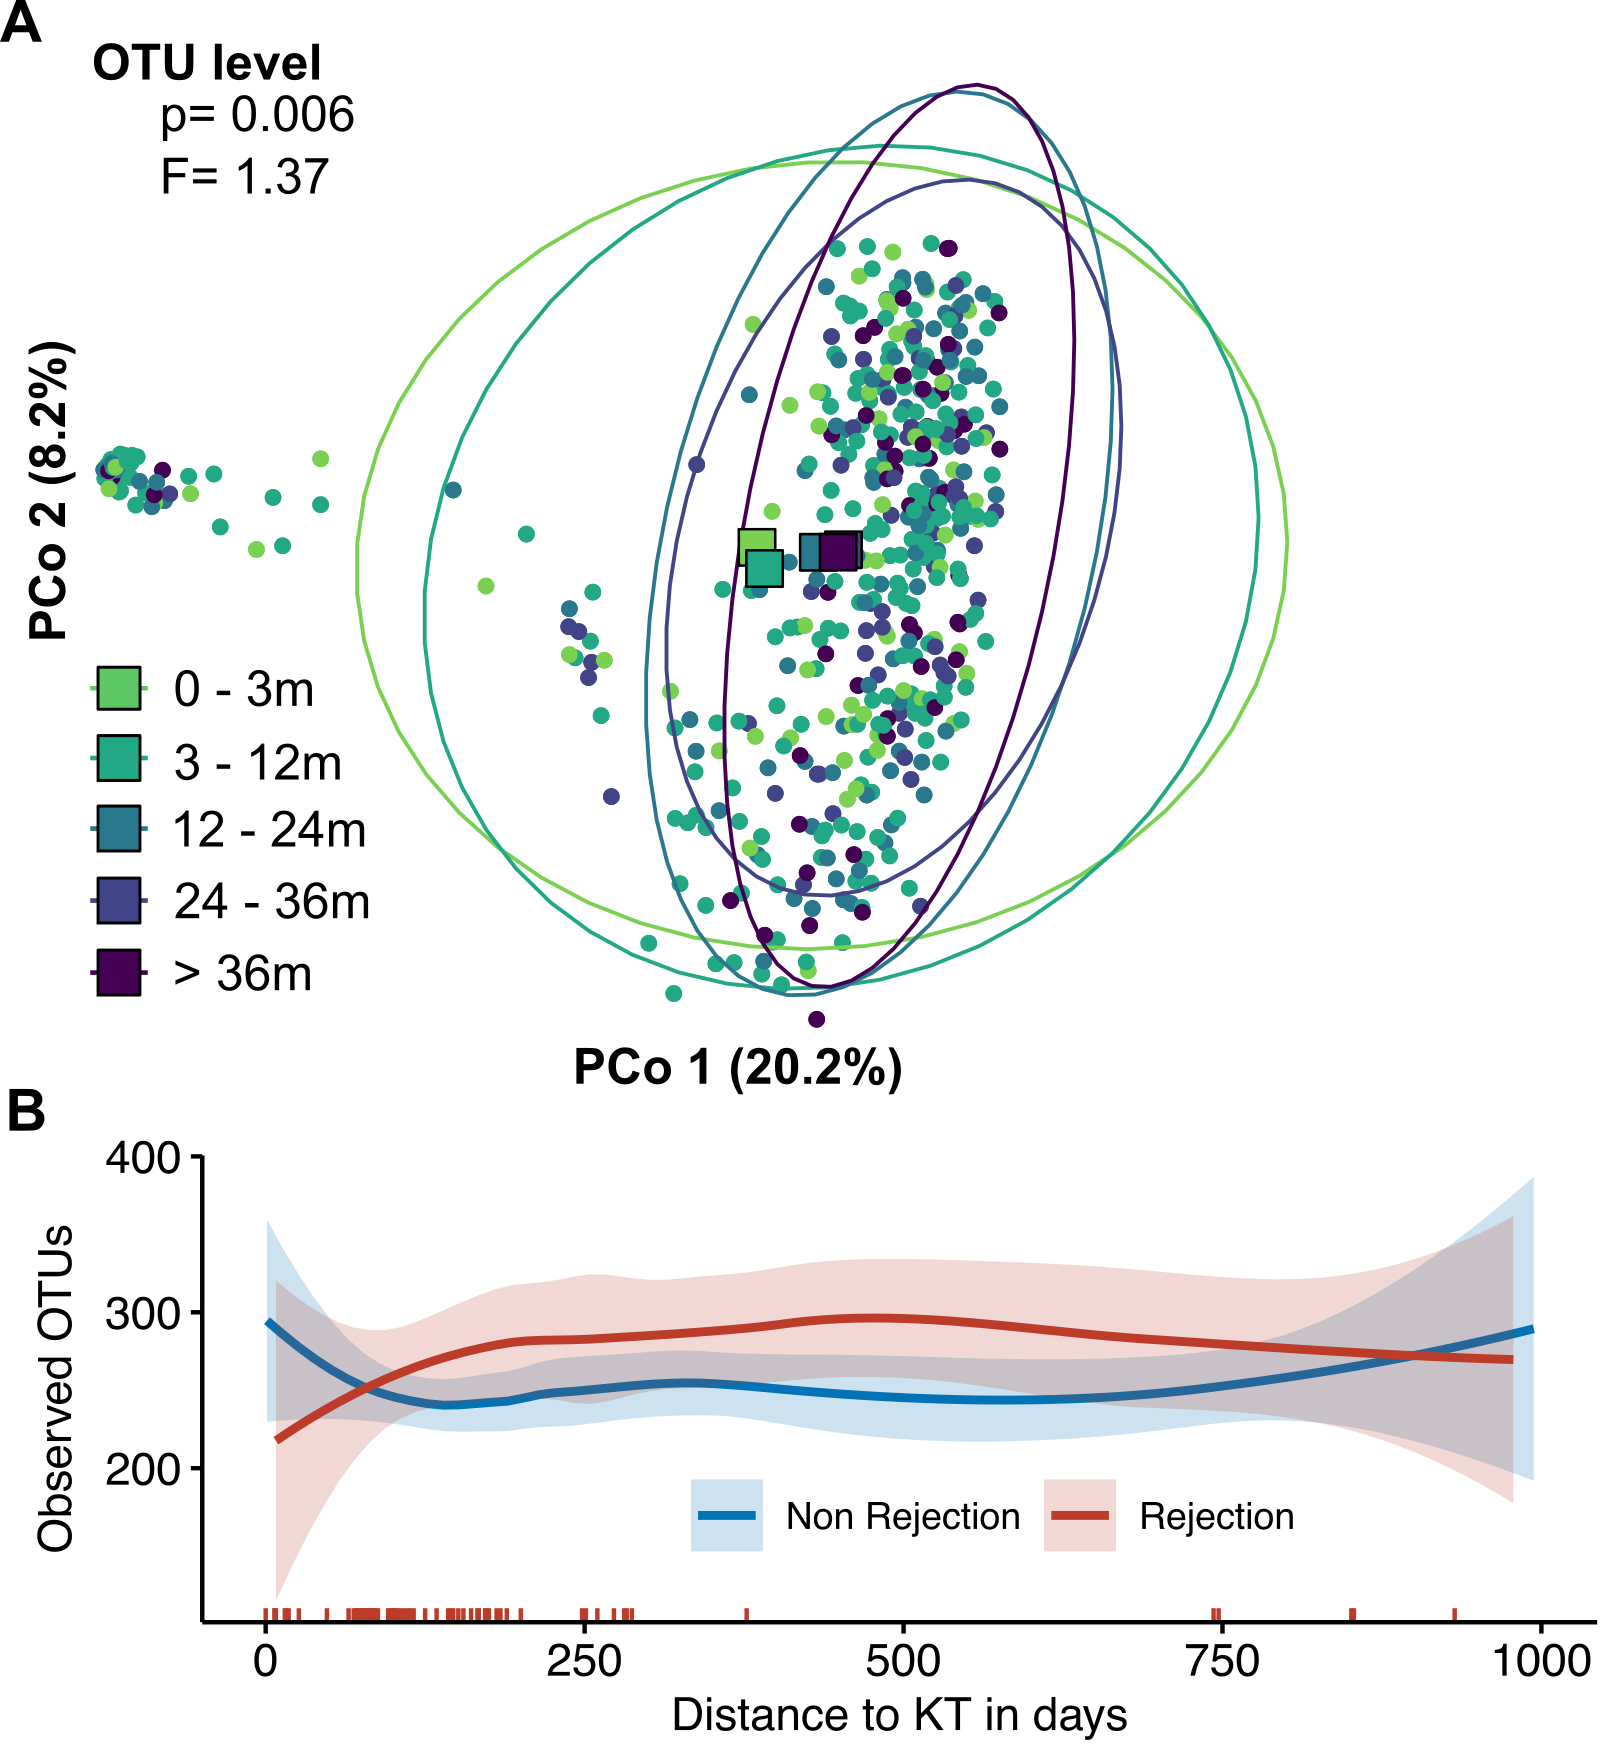 A
OTU level
p= 0.006
F= 1.37
PCo 2 (8.2%)
0 - 3m
3 - 12m
12 - 24m
24 - 36m
> 36m
PCo 1 (20.2%)
B
400
300
200
Observed OTUs
Non Rejection
Rejection
0
250
500
750
1000
Distance to KT in days